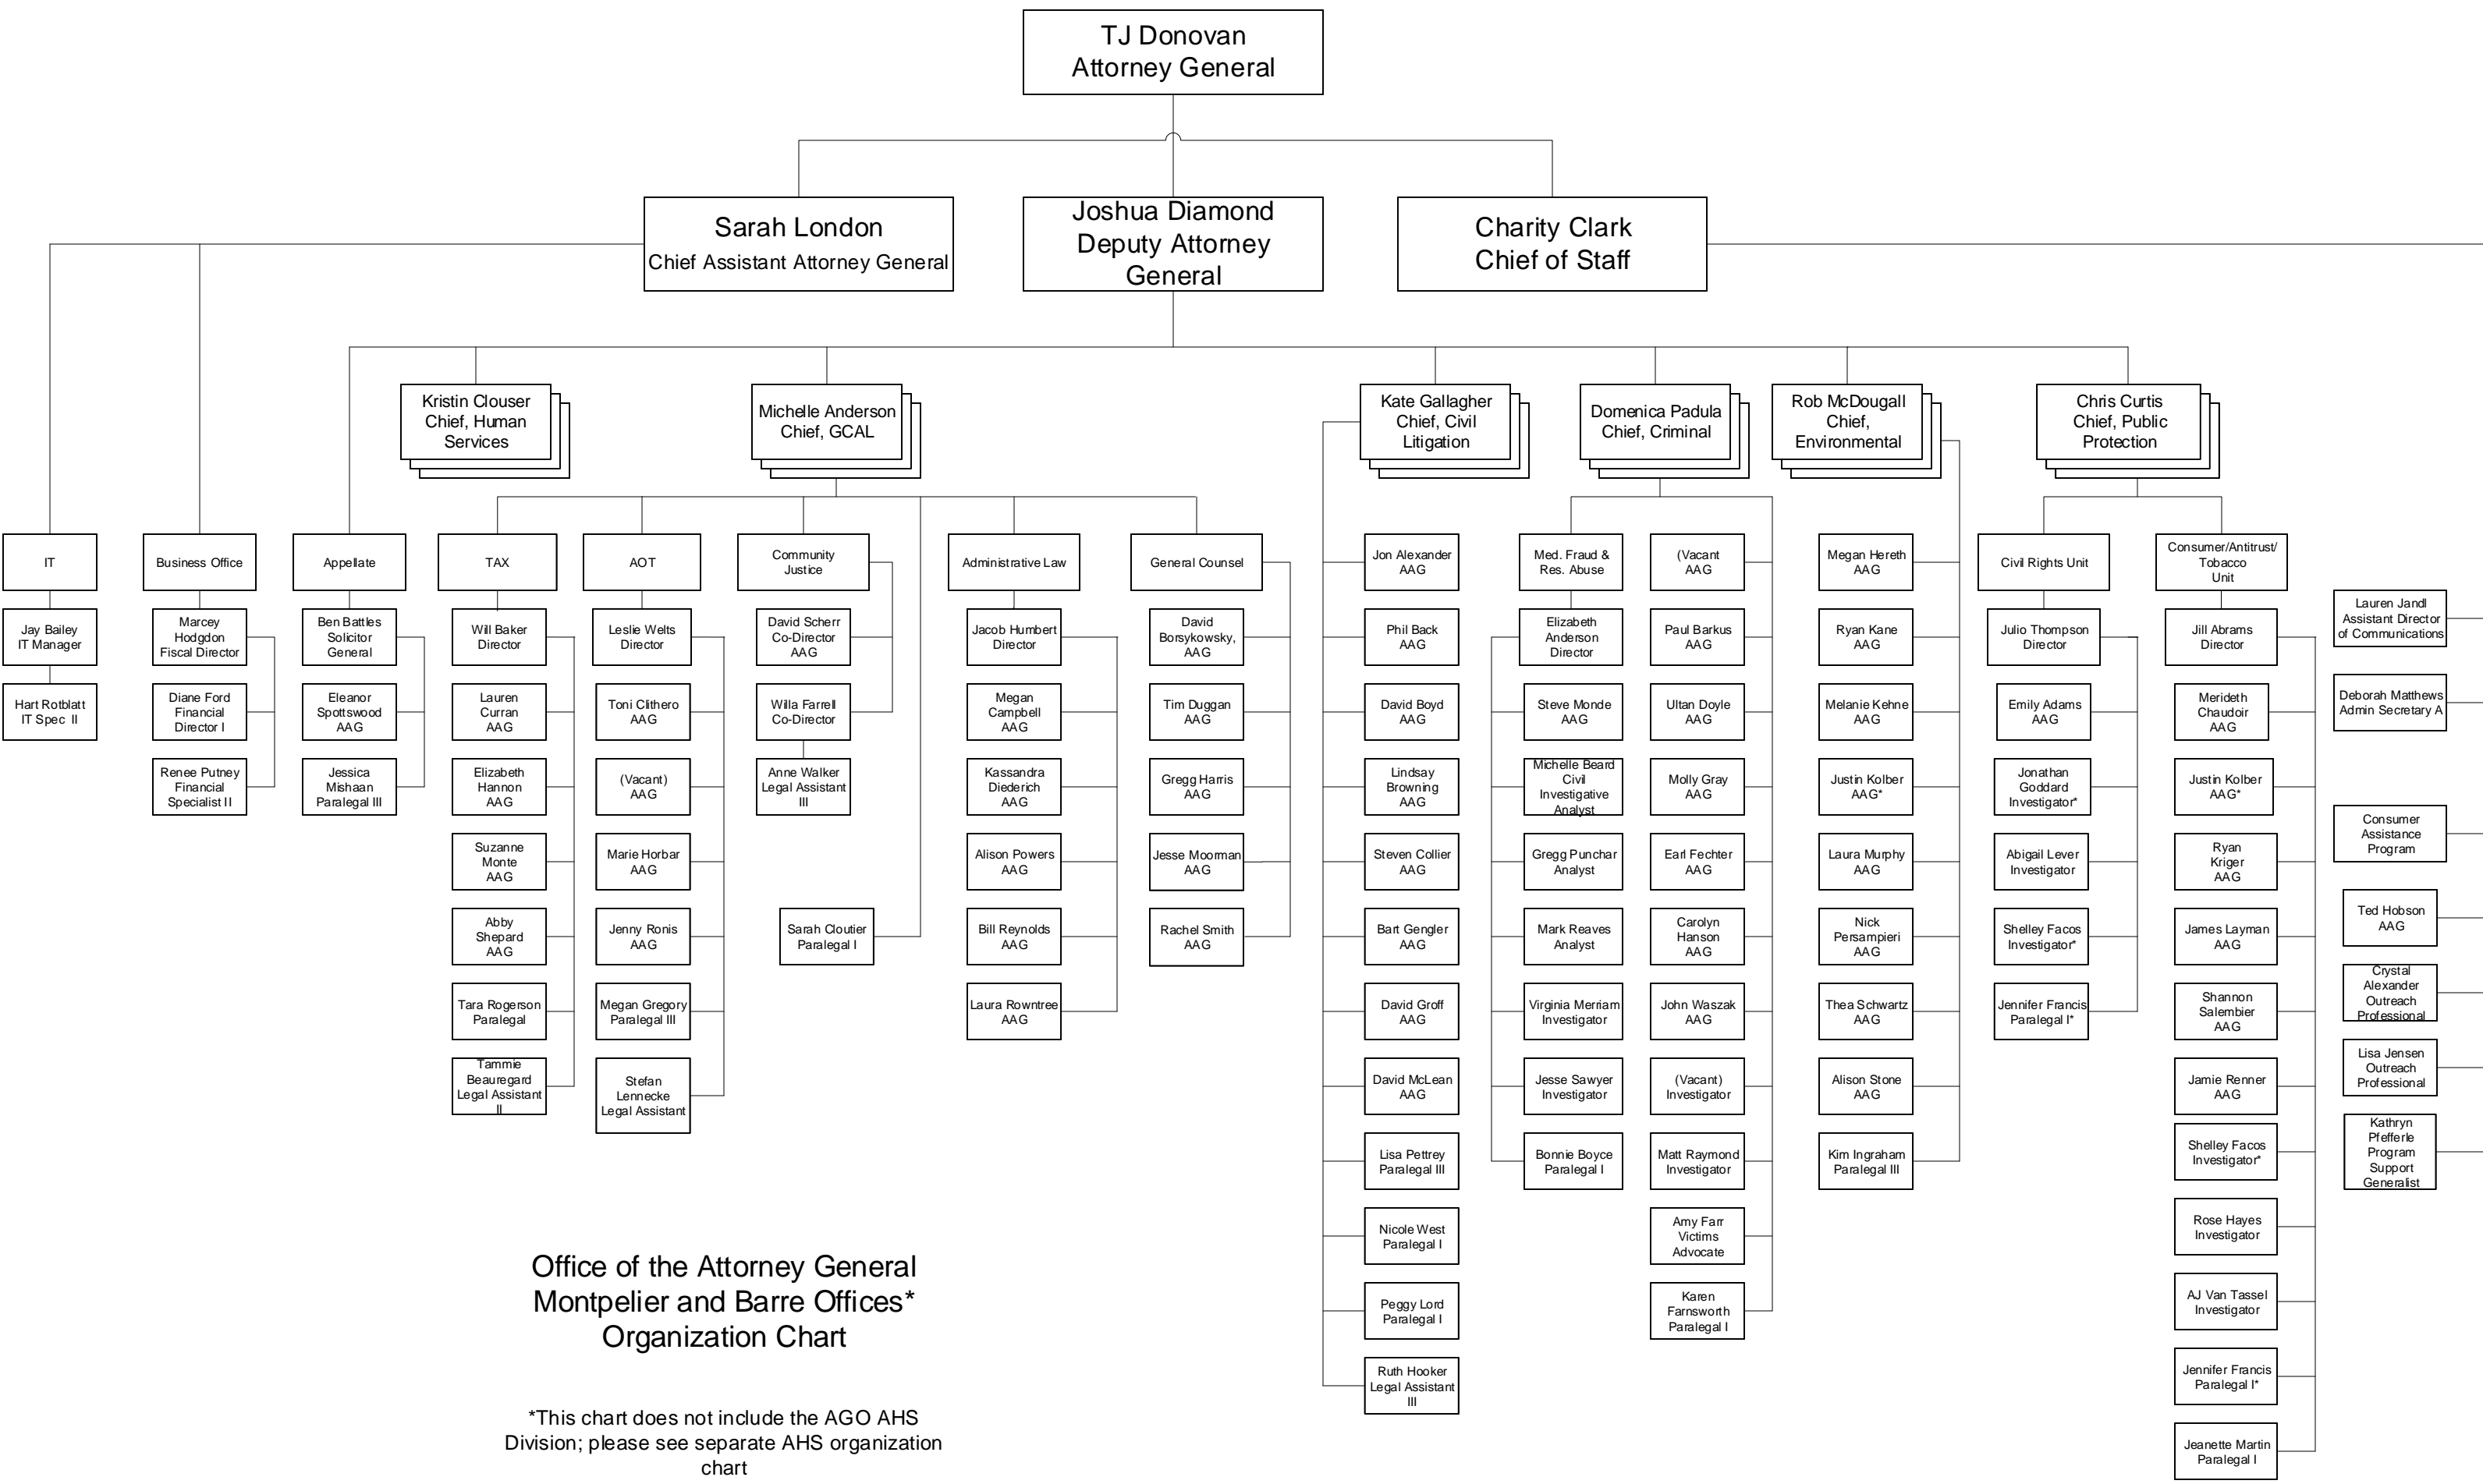 TJ Donovan
Attorney General
Sarah London
Chief Assistant Attorney General
Joshua Diamond
Deputy Attorney
General
Charity Clark
Chief of Staff
Kristin Clouser
Chief, Human
Services
Michelle Anderson
Chief, GCAL
Kate Gallagher
Chief, Civil
Litigation
Domenica Padula
Chief, Criminal
Rob McDougall
Chief,
Environmental
Chris Curtis
Chief, Public
Protection
IT
Jay Bailey
IT Manager
Hart Rotblatt
IT Spec II
Business Office
Marcey
Hodgdon
Fiscal Director
Diane Ford
Financial
Director I
Renee Putney
Financial
Specialist II
Appellate
Ben Battles
Solicitor
General
Eleanor
Spottswood
AAG
Jessica
Mishaan
Paralegal III
TAX
Will Baker
Director
Lauren
Curran
AAG
Elizabeth
Hannon
AAG
Suzanne
Monte
AAG
Abby
Shepard
AAG
Tara Rogerson
Paralegal
Tammie
Beauregard
Legal Assistant
II
AOT
Leslie Welts
Director
Toni Clithero
AAG
(Vacant)
AAG
Marie Horbar
AAG
Jenny Ronis
AAG
Megan Gregory
Paralegal III
Stefan
Lennecke
Legal Assistant
Community
Justice
David Scherr
Co-Director
AAG
Willa Farrell
Co-Director
Anne Walker
Legal Assistant
III
Sarah Cloutier
Paralegal I
Administrative Law
Jacob Humbert
Director
Megan
Campbell
AAG
Kassandra
Diederich
AAG
Alison Powers
AAG
Bill Reynolds
AAG
Laura Rowntree
AAG
General Counsel
David
Borsykowsky,
AAG
Tim Duggan
AAG
Gregg Harris
AAG
Jesse Moorman
AAG
Rachel Smith
AAG
Jon Alexander
AAG
Phil Back
AAG
David Boyd
AAG
Lindsay
Browning
AAG
Steven Collier
AAG
Bart Gengler
AAG
David Groff
AAG
David McLean
AAG
Lisa Pettrey
Paralegal III
Nicole West
Paralegal I
Peggy Lord
Paralegal I
Ruth Hooker
Legal Assistant
III
Med. Fraud &
Res. Abuse
Elizabeth
Anderson
Director
Steve Monde
AAG
Michelle Beard
Civil
Investigative
Analyst
Gregg Punchar
Analyst
Mark Reaves
Analyst
Virginia Merriam
Investigator
Jesse Sawyer
Investigator
Bonnie Boyce
Paralegal I
(Vacant
AAG
Paul Barkus
AAG
Ultan Doyle
AAG
Molly Gray
AAG
Earl Fechter
AAG
Carolyn
Hanson
AAG
John Waszak
AAG
(Vacant)
Investigator
Matt Raymond
Investigator
Amy Farr
Victims
Advocate
Karen
Farnsworth
Paralegal I
Megan Hereth
AAG
Ryan Kane
AAG
Melanie Kehne
AAG
Justin Kolber
AAG*
Laura Murphy
AAG
Nick
Persampieri
AAG
Thea Schwartz
AAG
Alison Stone
AAG
Kim Ingraham
Paralegal III
Civil Rights Unit
Julio Thompson
Director
Emily Adams
AAG
Jonathan
Goddard
Investigator*
Abigail Lever
Investigator
Shelley Facos
Investigator*
Jennifer Francis
Paralegal I*
Consumer/Antitrust/
Tobacco
Unit
Jill Abrams
Director
Merideth
Chaudoir
AAG
Justin Kolber
AAG*
Ryan
Kriger
AAG
James Layman
AAG
Shannon
Salembier
AAG
Jamie Renner
AAG
Shelley Facos
Investigator*
Rose Hayes
Investigator
AJ Van Tassel
Investigator
Jennifer Francis
Paralegal I*
Jeanette Martin
Paralegal I
Lauren Jandl
Assistant Director
of Communications
Deborah Matthews
Admin Secretary A
Consumer
Assistance
Program
Ted Hobson
AAG
Crystal
Alexander
Outreach
Professional
Lisa Jensen
Outreach
Professional
Kathryn
Pfefferle
Program
Support
Generalist
Office of the Attorney General
Montpelier and Barre Offices*
Organization Chart
*This chart does not include the AGO AHS
Division; please see separate AHS organization
chart